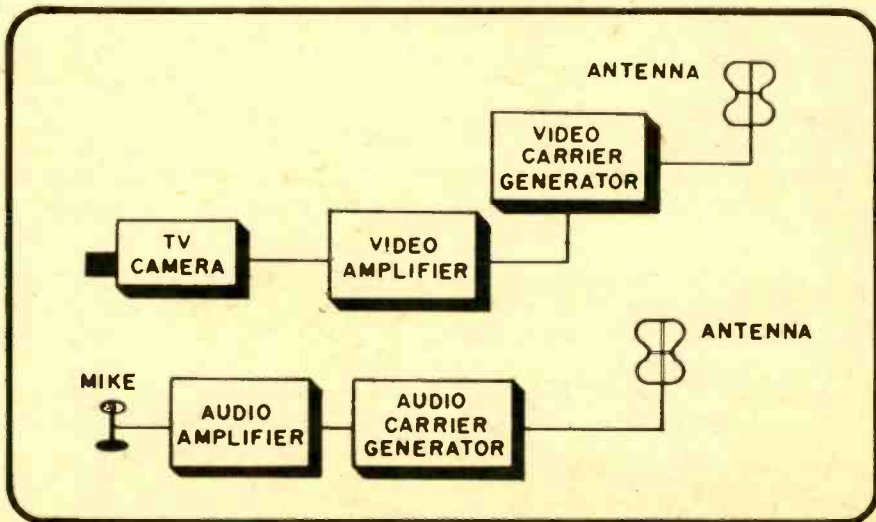 ANTENNA
VIDEO
CARRIER
GENERATOR
TV
CAMERA
VIDEO
AMPLIFIER
ANTENNA
MIKE
AUDIO
AMPLIFIER
AUDIO
CARRIER
GENERATOR